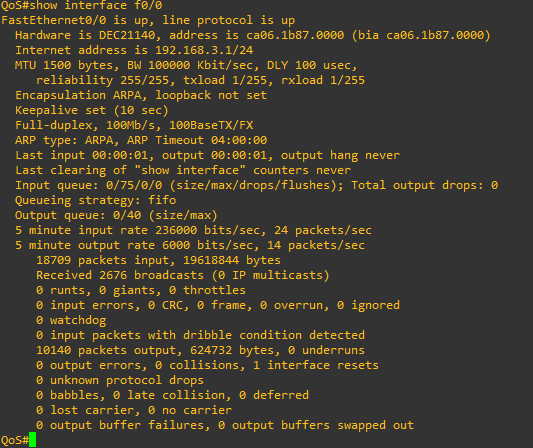 QoS#show interface f0/0
FastEthernet0/0 is up, line protocol is up
Hardware is DEC21140, address is ca06.1b87.0000 (bia ca06.1b87.0000)
Internet address is 192.168.3.1/24
MTU 1500 bytes, BW 100000 Kbit/sec, DLY 100 usec,
reliability 255/255, txload 1/255, rxload 1/255
Encapsulation ARPA, loopback not set
Keepalive set (10 sec)
Full-duplex, 100Mb/s, 100BaseTX/FX
ARP type: ARPA, ARP Timeout 04:00:00
Last input 00:00:01, output 00:00:01, output hang never
Last clearing of "show interface" counters never
Input queue: 0/75/0/0 (size/max/drops/flushes); Total output drops: 0
Queueing strategy: fifo
Output queue: 0/40 (size/max)
5 minute input rate 236000 bits/sec, 24 packets/sec
5 minute output rate 6000 bits/sec, 14 packets/sec
18709 packets input, 19618844 bytes
Received 2676 broadcasts (0 IP multicasts)
0 runts, 0 giants, 0 throttles
0 input errors, 0 CRC, 0 frame, 0 overrun, 0 ignored
0 watchdog
0 input packets with dribble condition detected
10140 packets output, 624732 bytes, 0 underruns
0 output errors, 0 collisions, 1 interface resets
0 unknown protocol drops
0 babbles, 0 late collision, 0 deferred
0 lost carrier, 0 no carrier
0 output buffer failures, 0 output buffers swapped out
QoS#